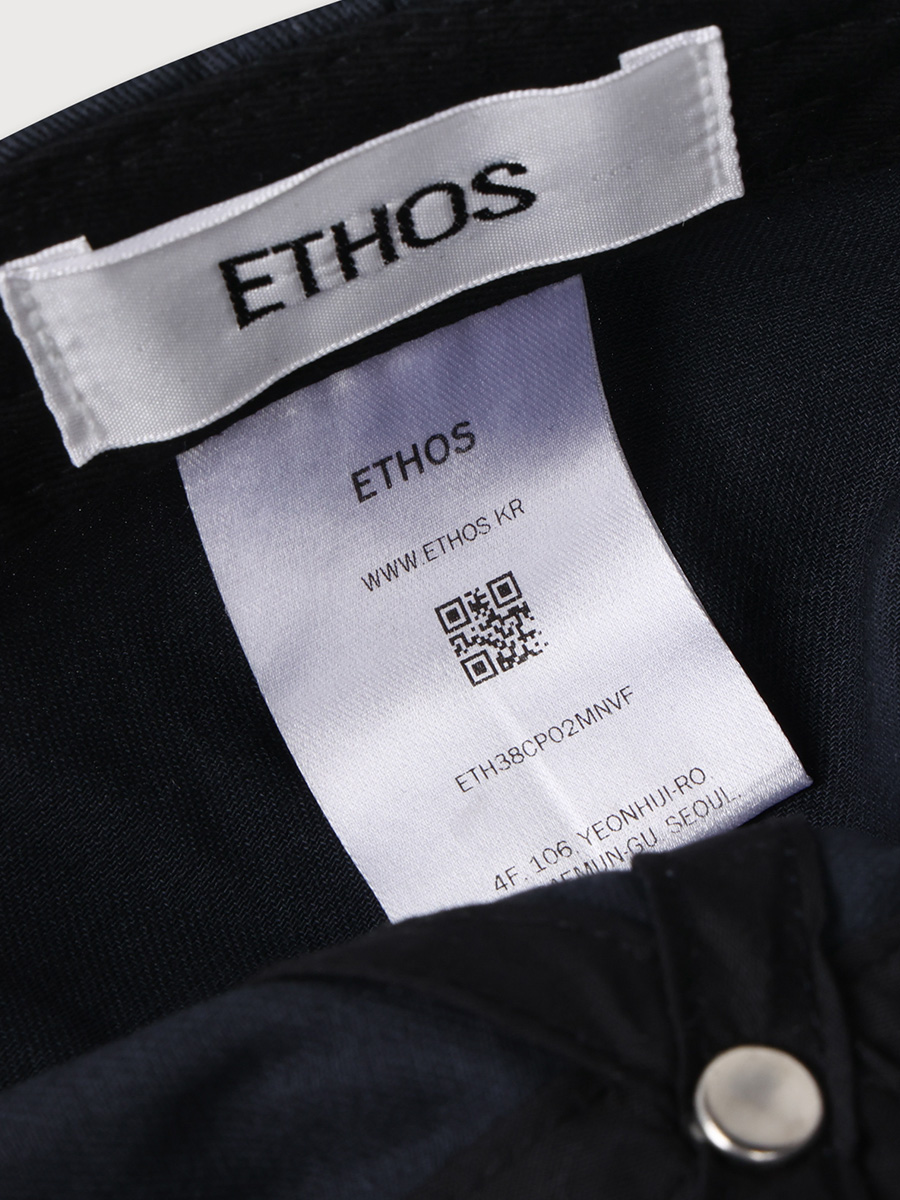 ETHOS
ETHOS
WWW.ETHOS.KR
ETH38CP02MNVF
4F, 106, YEONHUI-RO,
SEOUL.